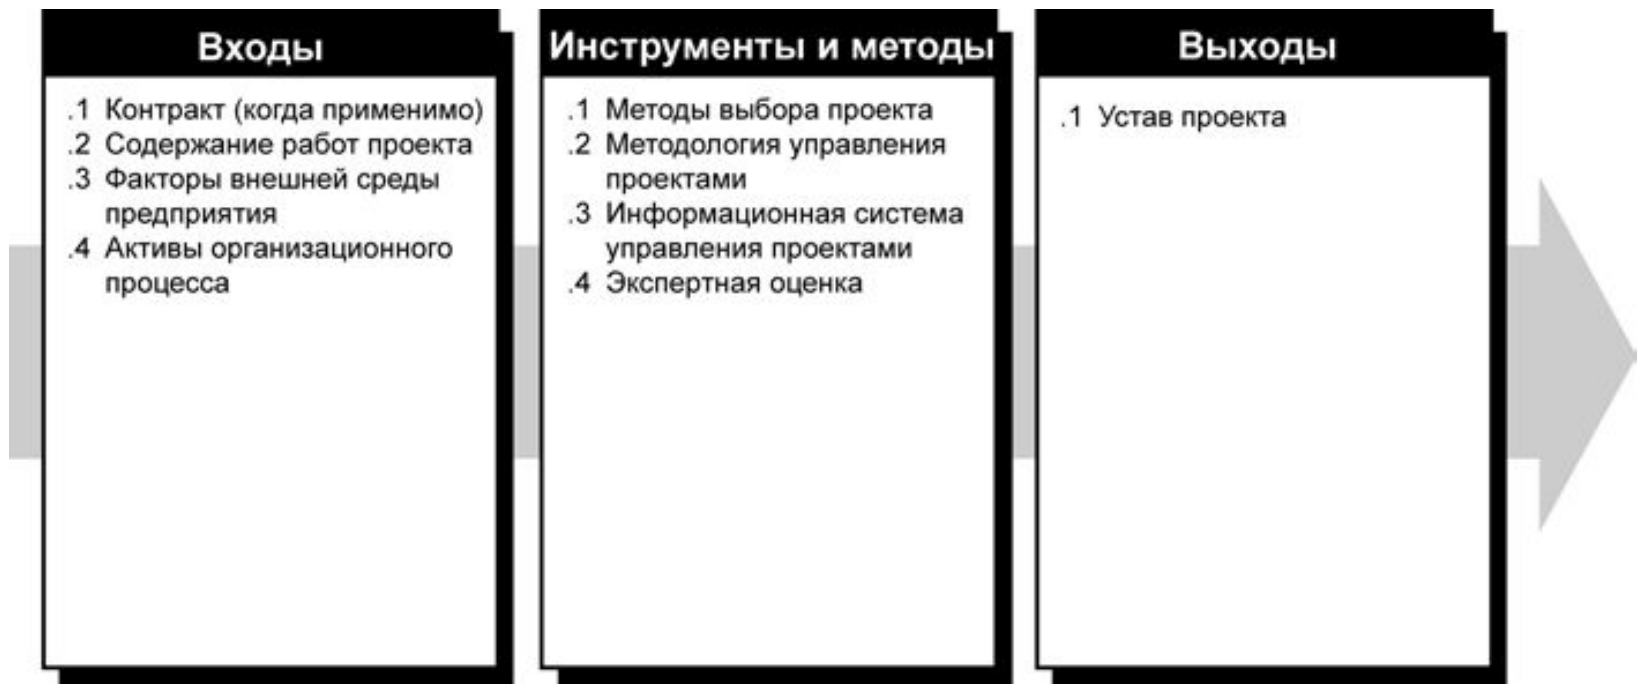 Входы
.1 Контракт (когда применимо)
.2 Содержание работ проекта
.3 Факторы внешней среды
предприятия
.4 Активы организационного
процесса
Инструменты и методы
.1 Методы выбора проекта
.2 Методология управления
проектами
.3 Информационная система
управления проектами
.4 Экспертная оценка
Выходы
.1 Устав проекта